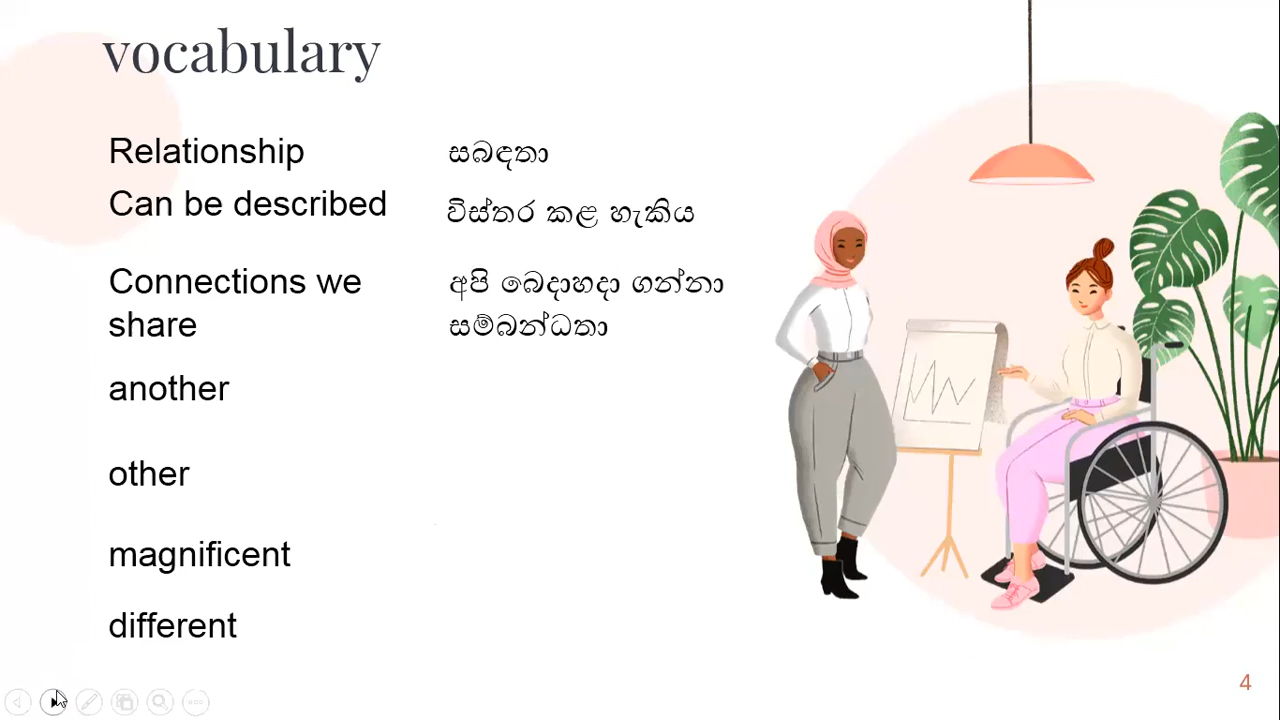 vocabulary
Relationship සබඳතා
Can be described විස්තර කළ හැකිය
Connections we අපි බෙදාහදා ගන්නා
share සම්බන්ධතා
another
other
magnificent
different
4